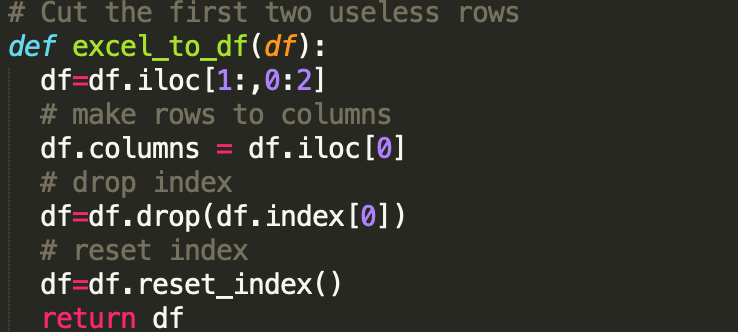 # Cut the first two useless rows
def excel_to_df(df):
df=df.iloc[1:,0:2]
# make rows to columns
df.columns = df.iloc[0]
# drop index
df=df.drop(df.index[0])
# reset index
df=df.reset_index()
return df